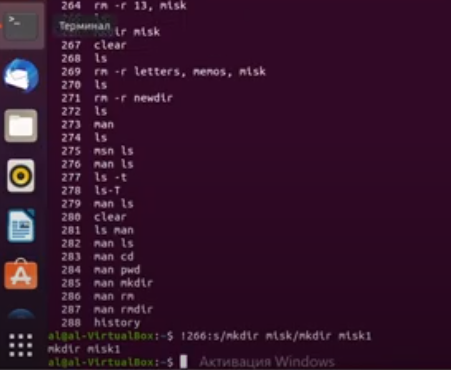 264 rm -r 13, misk
ls
Терминал
misk
267 clear
268 ls
269 rm -r letters, memos, misk
270 ls
271 rm -r newdir
272 ls
273 man
274 ls
275 msn ls
276 man ls
277 ls -t
278 ls-T
279 man ls
280 clear
281 ls man
282 man ls
283 man cd
284 man pwd
285 man mkdir
286 man rm
287 man rmdir
288 history
al@al-VirtualBox:~$ !266:s/mkdir misk/mkdir misk1
mkdir misk1
al@al-VirtualBox:~$
Активация Windows